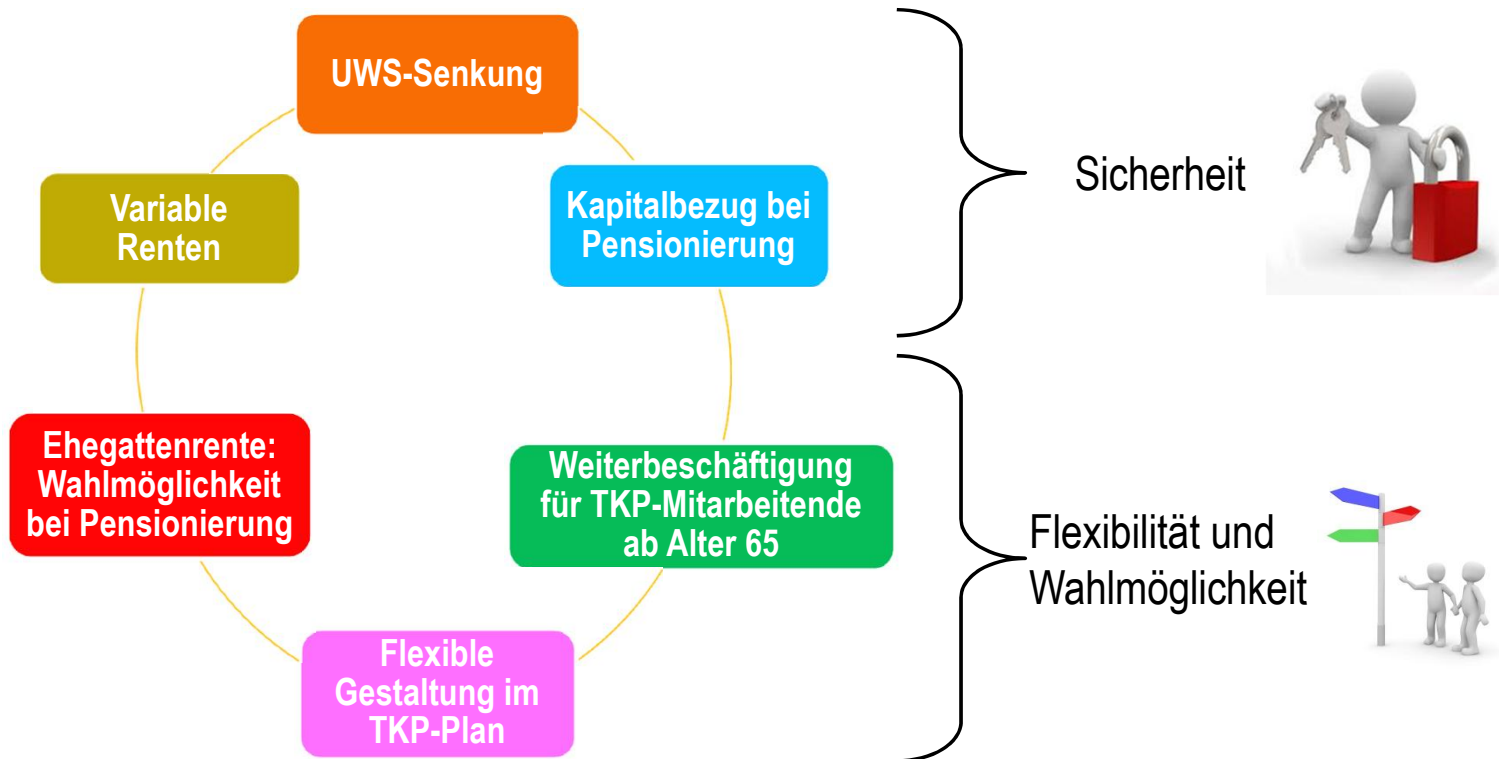 UWS-Senkung
Variable
Renten
Kapitalbezug bei
Pensionierung
Sicherheit
Ehegattenrente:
Wahlmöglichkeit
bei Pensionierung
Weiterbeschäftigung
für TKP-Mitarbeitende
ab Alter 65
Flexibilität und
Wahlmöglichkeit
Flexible
Gestaltung im
TKP-Plan